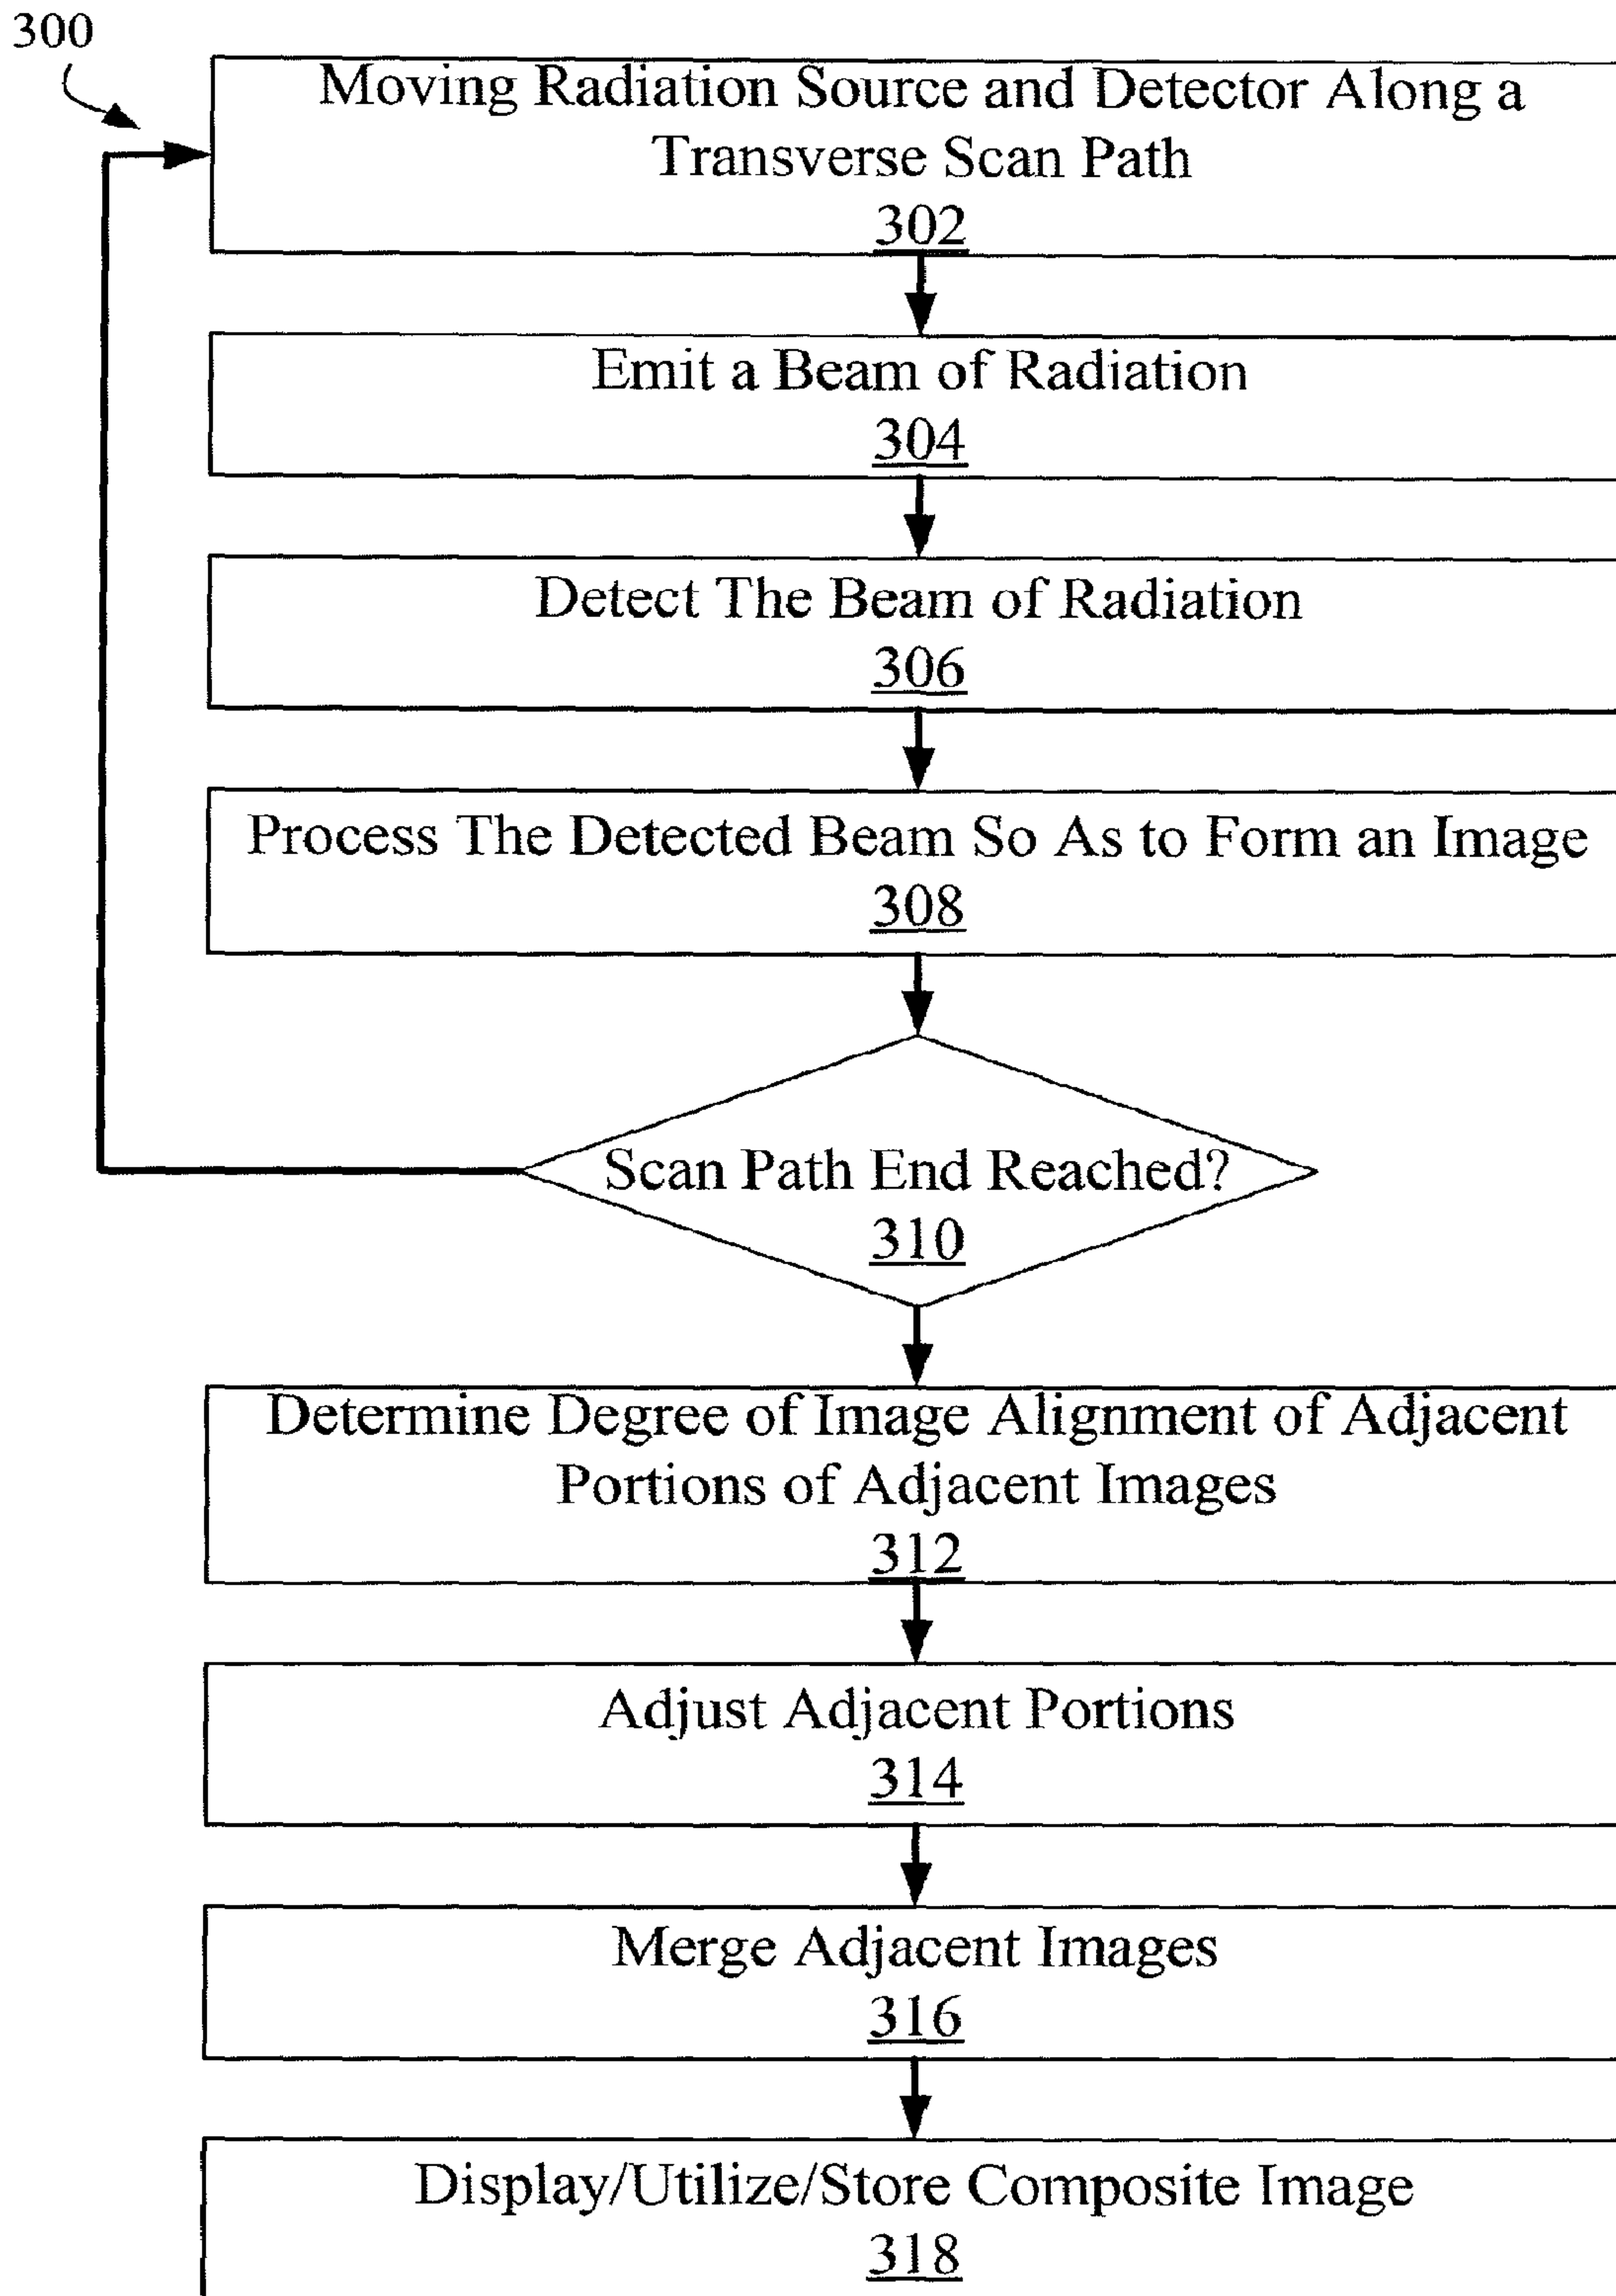 300
Moving Radiation Source and Detector Along a
Transverse Scan Path
302
Emit a Beam of Radiation
304
Detect The Beam of Radiation
306
Process The Detected Beam So As to Form an Image
308
Scan Path End Reached?
310
Determine Degree of Image Alignment of Adjacent
Portions of Adjacent Images
312
Adjust Adjacent Portions
314
Merge Adjacent Images
316
Display/Utilize/Store Composite Image
318